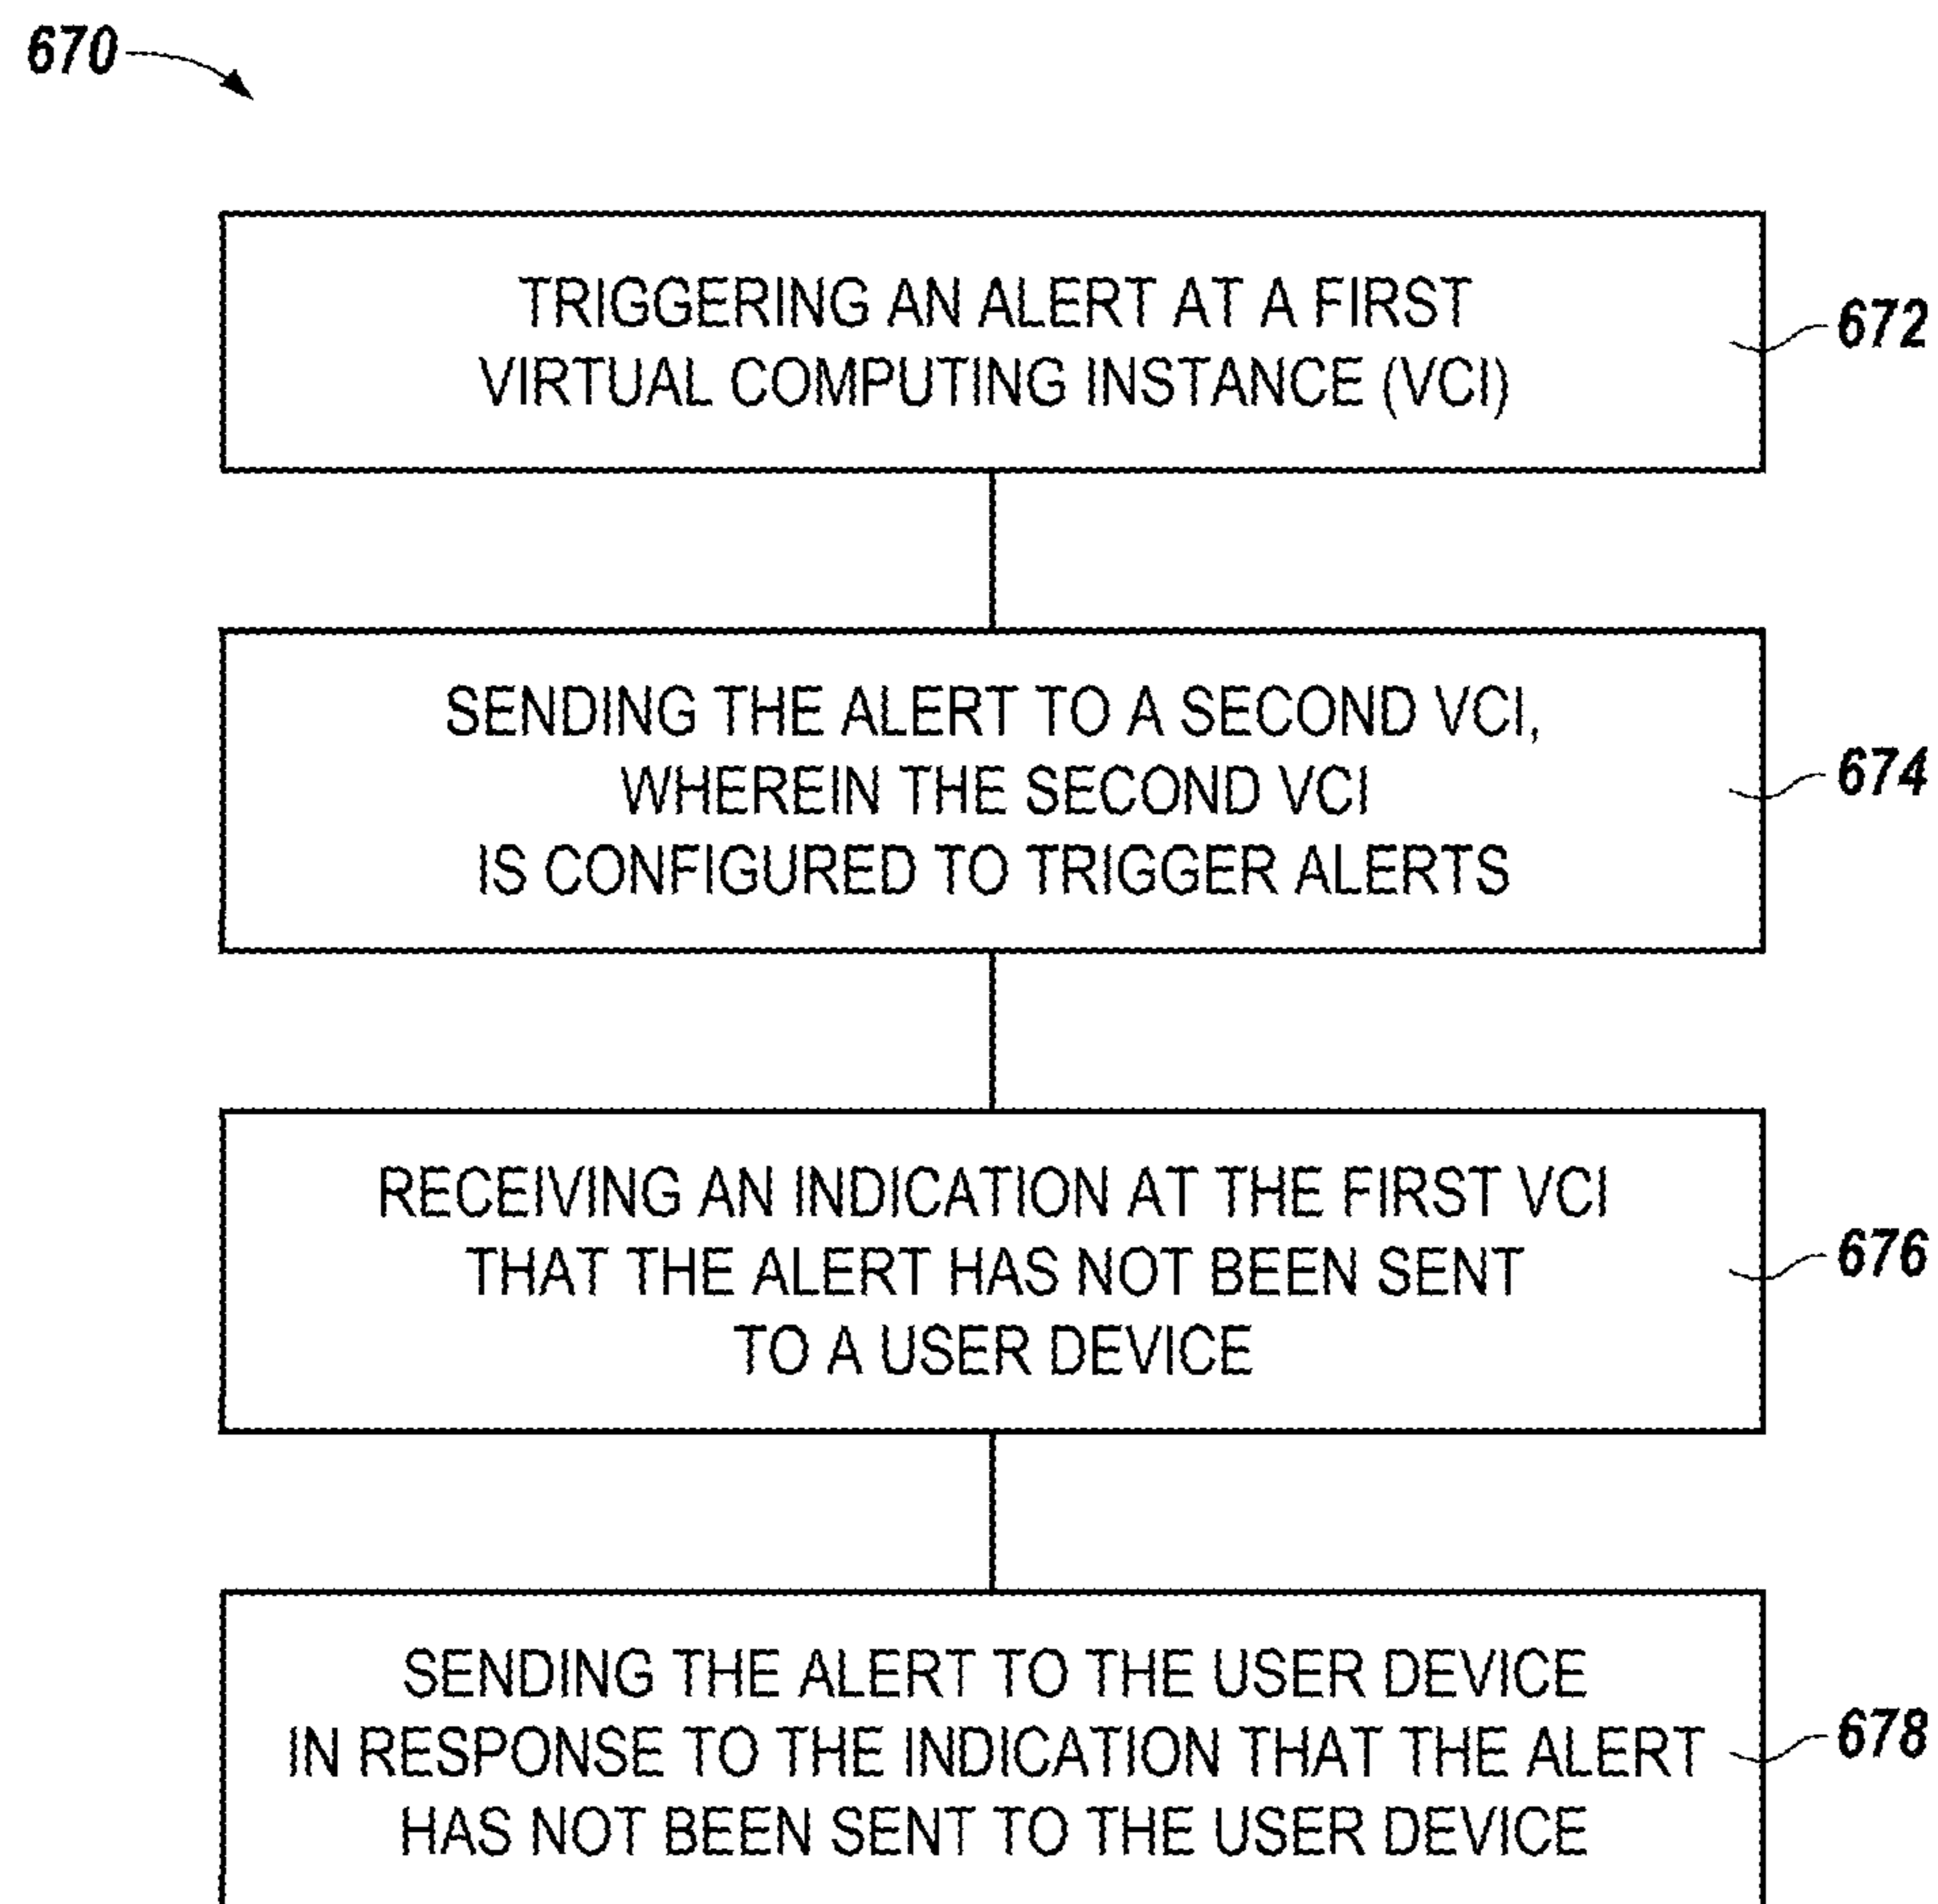 670
TRIGGERING AN ALERT AT A FIRST
VIRTUAL COMPUTING INSTANCE (VCI)
672
SENDING THE ALERT TO A SECOND VCI,
WHEREIN THE SECOND VCI
IS CONFIGURED TO TRIGGER ALERTS
674
RECEIVING AN INDICATION AT THE FIRST VCI
THAT THE ALERT HAS NOT BEEN SENT
TO A USER DEVICE
676
SENDING THE ALERT TO THE USER DEVICE
IN RESPONSE TO THE INDICATION THAT THE ALERT
HAS NOT BEEN SENT TO THE USER DEVICE
678